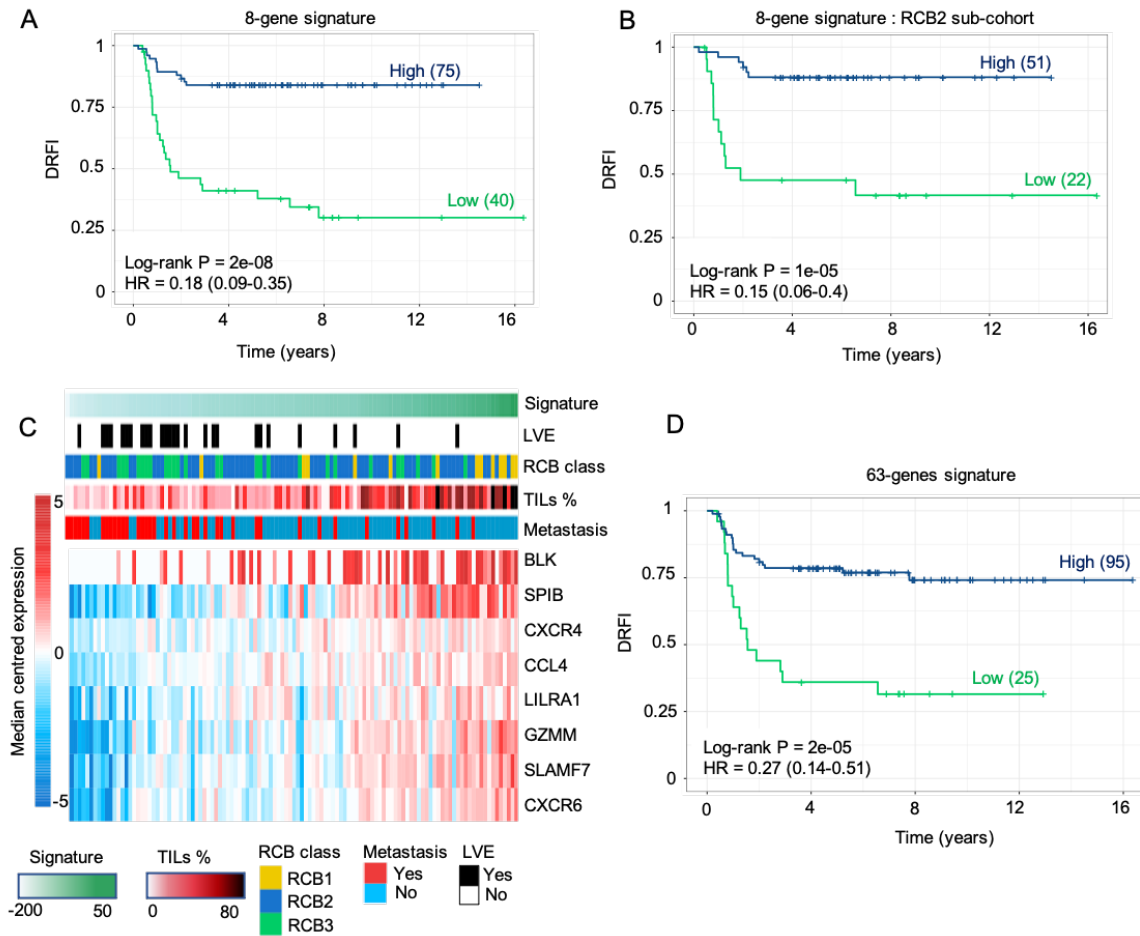 A
8-gene signature
1
0.75
0.5
0.25
0
DRFI
High (75)
Low (40)
Log-rank P = 2e-08
HR = 0.18 (0.09-0.35)
0 4 8 12 16
Time (years)
B
8-gene signature : RCB2 sub-cohort
1
0.75
0.5
0.25
0
DRFI
High (51)
Low (22)
Log-rank P = 1e-05
HR = 0.15 (0.06-0.4)
0 4 8 12 16
Time (years)
C
Signature
LVE
RCB class
TILs %
Metastasis
BLK
SPIB
CXCR4
CCL4
LILRA1
GZMM
SLAMF7
CXCR6
Median centred expression
5
0
-5
Signature
-200 50
TILs %
0 80
RCB class
RCB1
RCB2
RCB3
Metastasis
Yes
No
LVE
Yes
No
D
63-genes signature
1
0.75
0.5
0.25
0
DRFI
High (95)
Low (25)
Log-rank P = 2e-05
HR = 0.27 (0.14-0.51)
0 4 8 12 16
Time (years)